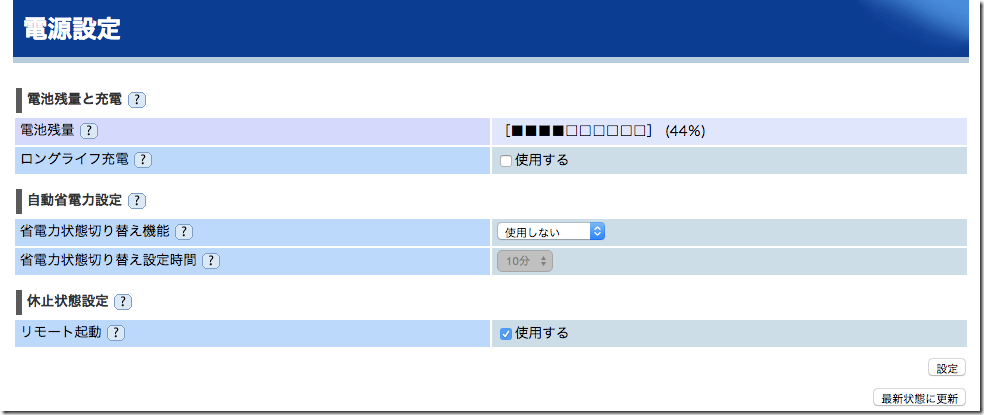 電源設定
電池残量と充電 ?
電池残量 ? [■■■■□□□□□□] (44%)
ロングライフ充電 ? 使用する
自動省電力設定 ?
省電力状態切り替え機能 ? 使用しない
省電力状態切り替え設定時間 ? 10分
休止状態設定 ?
リモート起動 ? 使用する
設定
最新状態に更新